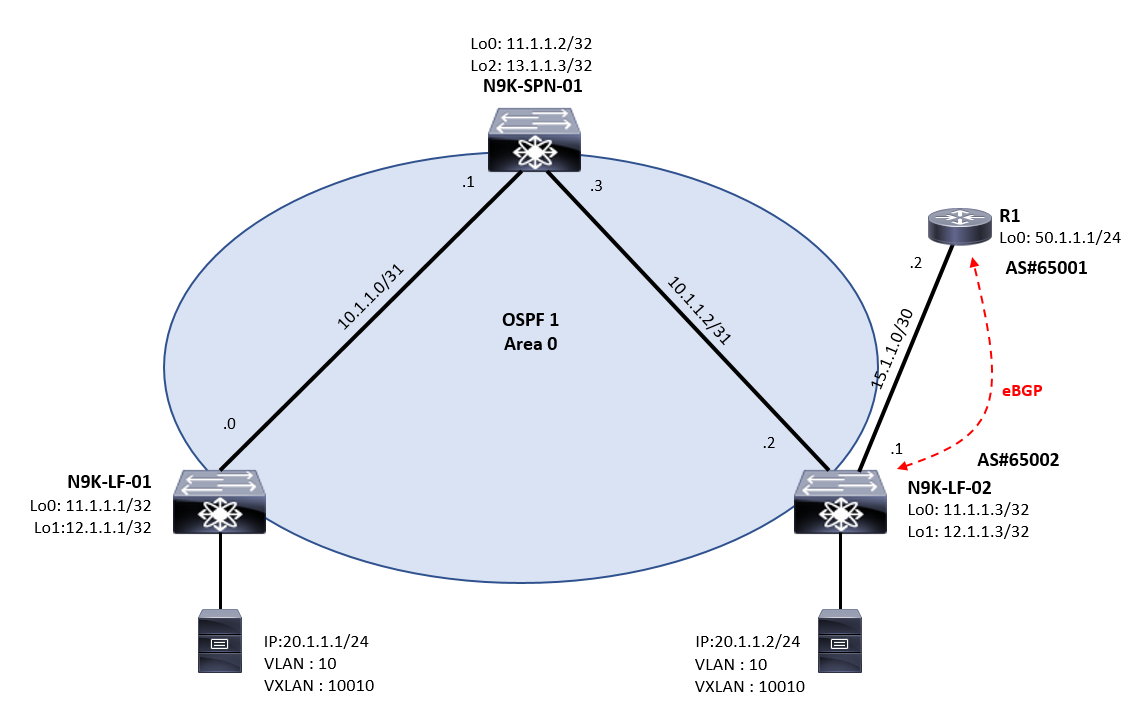 Lo0: 11.1.1.2/32
Lo2: 13.1.1.3/32
N9K-SPN-01
.1
.3
R1
Lo0: 50.1.1.1/24
.2
AS#65001
10.1.1.0/31
10.1.1.2/31
OSPF 1
Area 0
15.1.1.0/30
eBGP
.0
.2
.1
AS#65002
N9K-LF-01
Lo0: 11.1.1.1/32
Lo1:12.1.1.1/32
N9K-LF-02
Lo0: 11.1.1.3/32
Lo1: 12.1.1.3/32
IP:20.1.1.1/24
VLAN : 10
VXLAN : 10010
IP:20.1.1.2/24
VLAN : 10
VXLAN : 10010